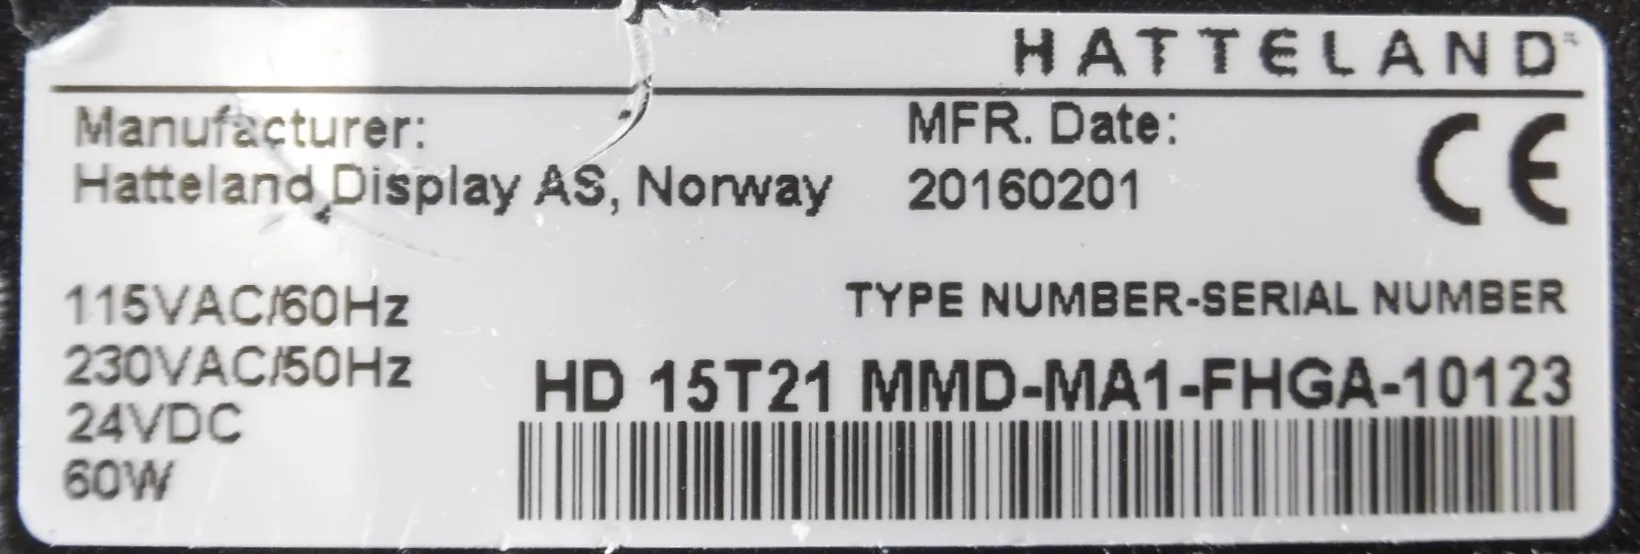 HATTELAND
Manufacturer:
Hatteland Display AS, Norway
MFR. Date:
20160201
CE
115VAC/60Hz
230VAC/50Hz
24VDC
60W
TYPE NUMBER-SERIAL NUMBER
HD 15T21 MMD-MA1-FHGA-10123